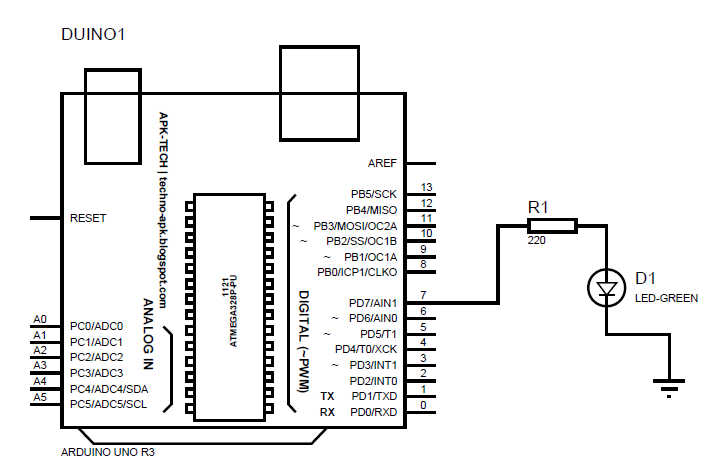 DUINO1
APK-TECH | techno-apk.blogspot.com
AREF
RESET
PB5/SCK 13
PB4/MISO 12
~ PB3/MOSI/OC2A 11
~ PB2/SS/OC1B 10
~ PB1/OC1A 9
PB0/ICP1/CLKO 8
PD7/AIN1 7
~ PD6/AIN0 6
~ PD5/T1 5
PD4/T0/XCK 4
~ PD3/INT1 3
PD2/INT0 2
TX PD1/TXD 1
RX PD0/RXD 0
A0 PC0/ADC0
A1 PC1/ADC1
A2 PC2/ADC2
A3 PC3/ADC3
A4 PC4/ADC4/SDA
A5 PC5/ADC5/SCL
ANALOG IN
1121
ATMEGA328P-PU
DIGITAL (~PWM)
R1
220
D1
LED-GREEN
ARDUINO UNO R3